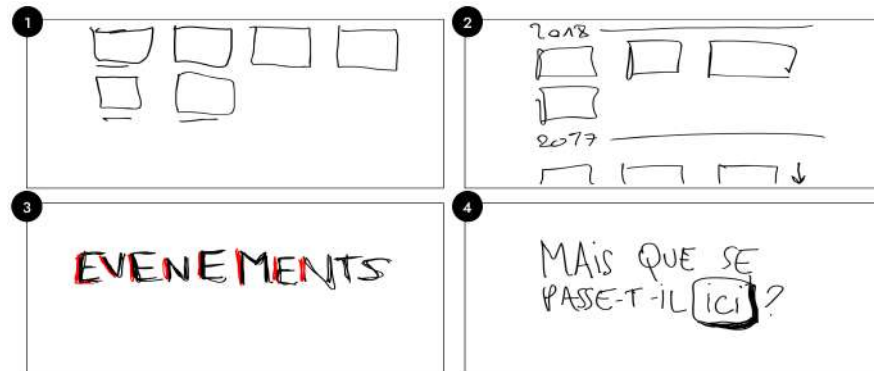 1
2
2018
2017
3
EVENEMENTS
4
MAiS QUE SE
PASSE-T-IL ici ?